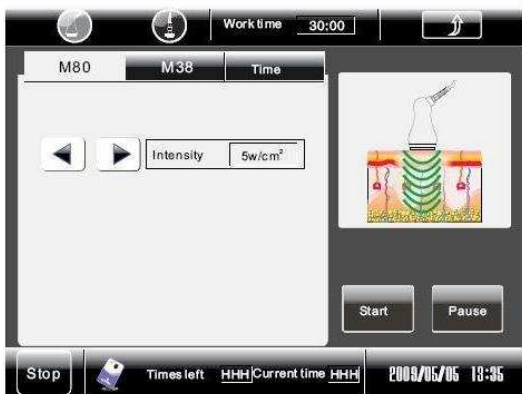 Work time 30:00
M80 M38 Time
Intensity 5w/cm²
Start Pause
Stop Times left HHH Current time HHH 2009/05/05 13:35